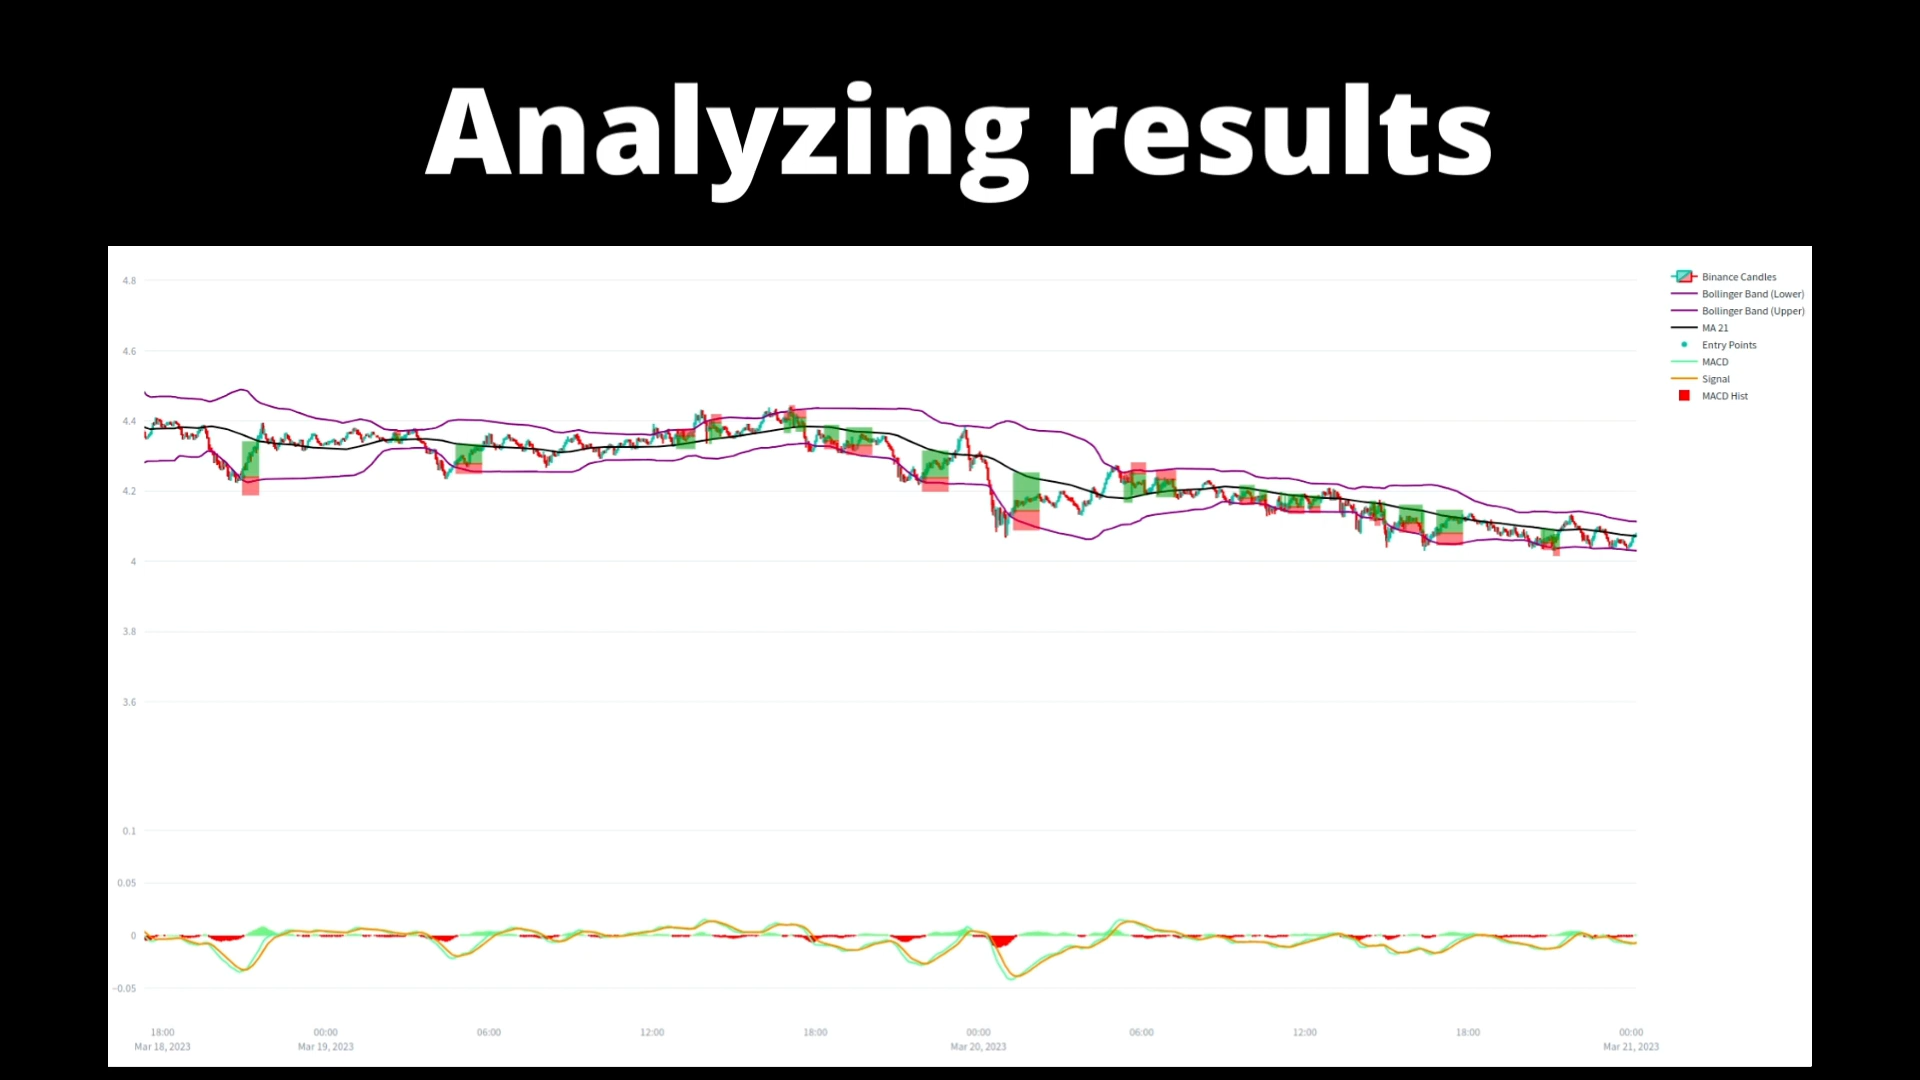 Analyzing results
4.8
4.6
4.4
4.2
4
3.8
3.6
0.1
0.05
0
−0.05
18:00
Mar 18, 2023
00:00
Mar 19, 2023
06:00
12:00
18:00
00:00
Mar 20, 2023
06:00
12:00
18:00
00:00
Mar 21, 2023
Binance Candles
Bollinger Band (Lower)
Bollinger Band (Upper)
MA 21
Entry Points
MACD
Signal
MACD Hist